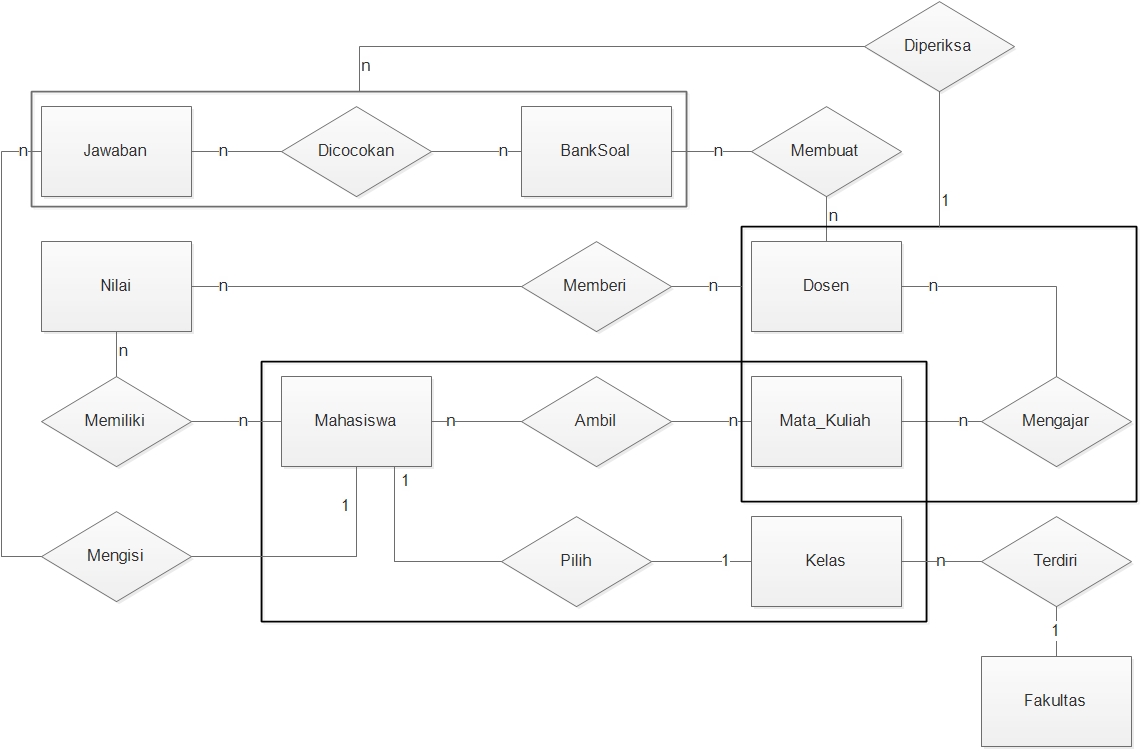 Diperiksa
n
n
Jawaban
n
Dicocokan
n
BankSoal
n
Membuat
1
n
Nilai
n
Memberi
n
Dosen
n
n
Memiliki
n
Mahasiswa
n
Ambil
n
Mata_Kuliah
n
Mengajar
1
1
Mengisi
Pilih
1
Kelas
n
Terdiri
1
Fakultas